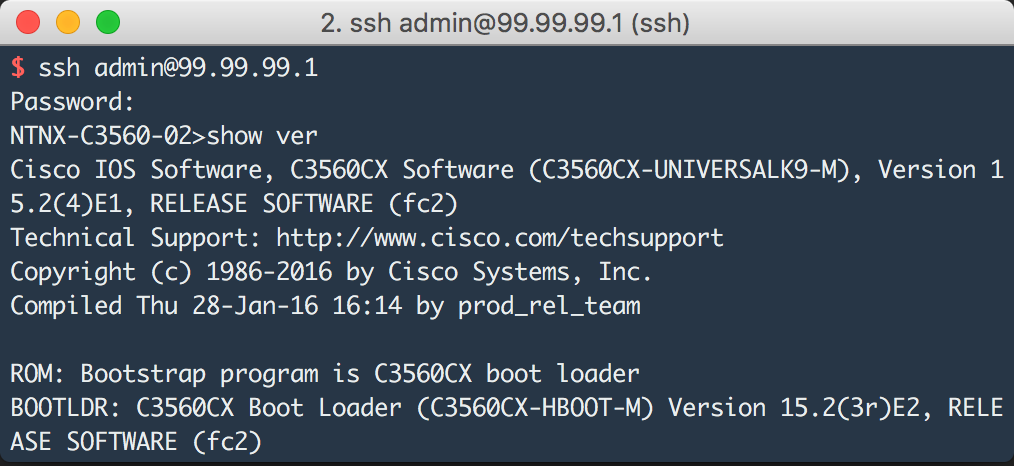 2. ssh admin@99.99.99.1 (ssh)
$ ssh admin@99.99.99.1
Password:
NTNX-C3560-02>show ver
Cisco IOS Software, C3560CX Software (C3560CX-UNIVERSALK9-M), Version 1
5.2(4)E1, RELEASE SOFTWARE (fc2)
Technical Support: http://www.cisco.com/techsupport
Copyright (c) 1986-2016 by Cisco Systems, Inc.
Compiled Thu 28-Jan-16 16:14 by prod_rel_team

ROM: Bootstrap program is C3560CX boot loader
BOOTLDR: C3560CX Boot Loader (C3560CX-HBOOT-M) Version 15.2(3r)E2, RELE
ASE SOFTWARE (fc2)